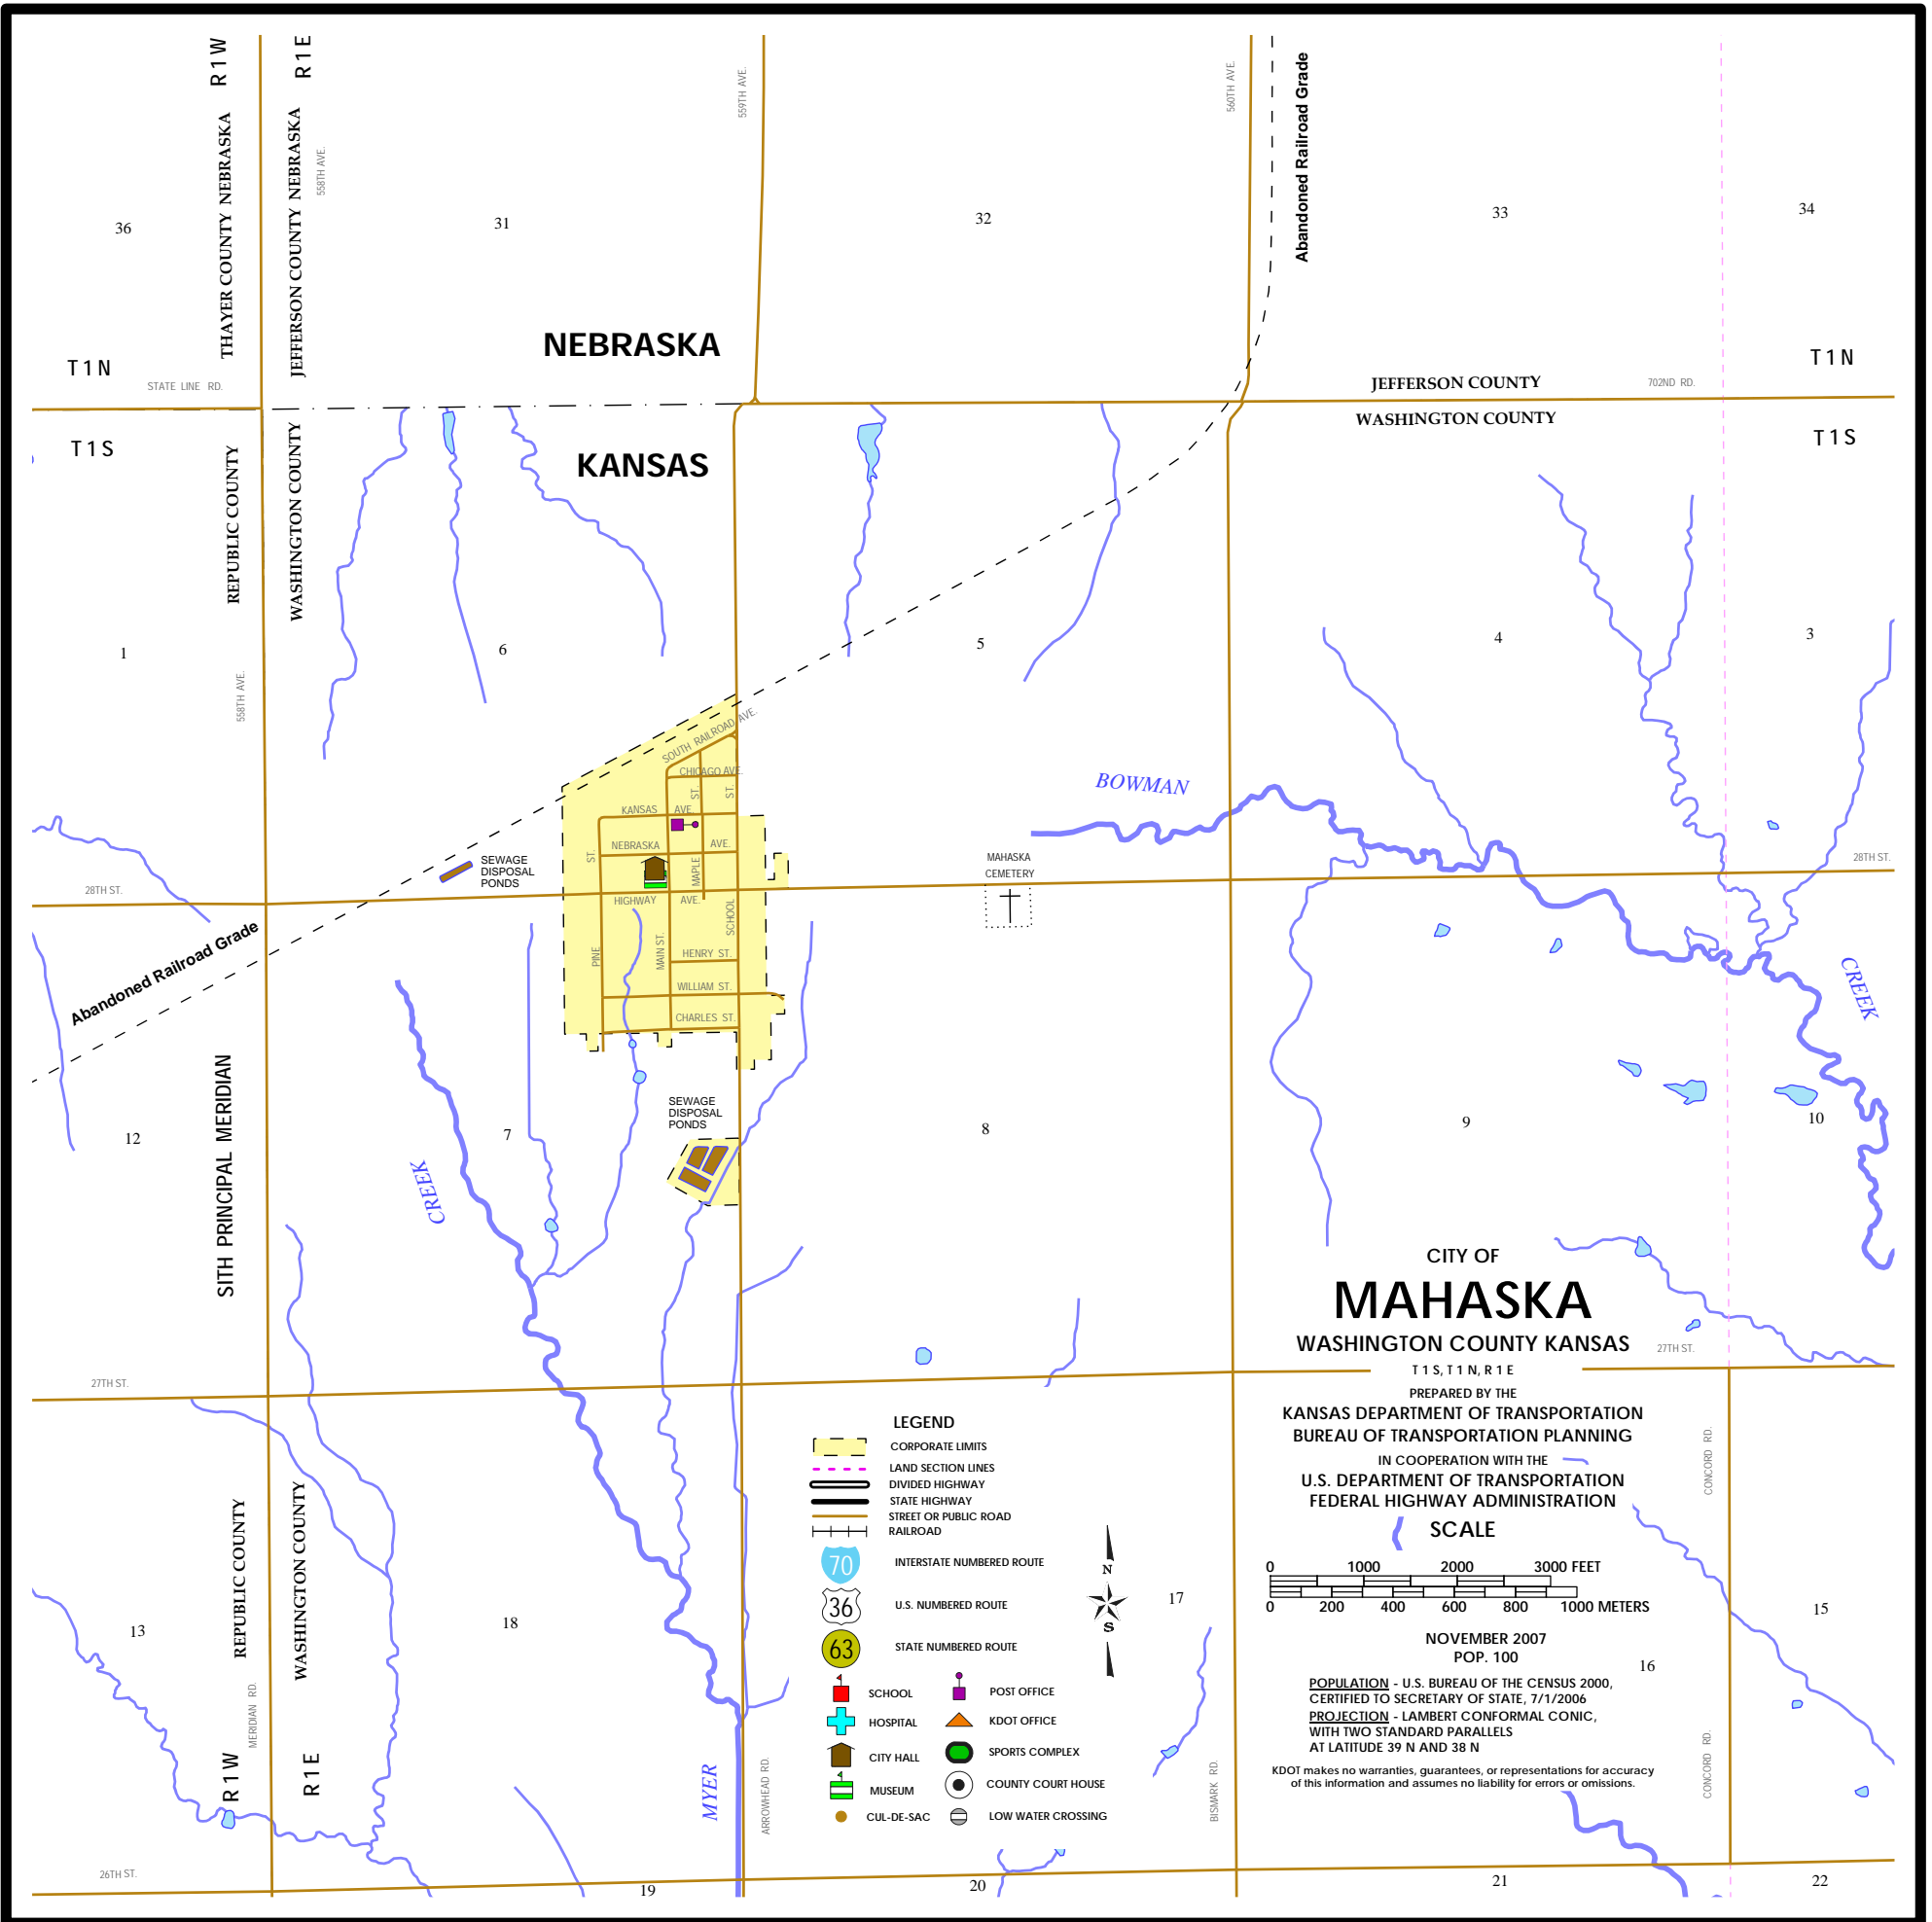 R 1 W
R 1 E
THAYER COUNTY NEBRASKA
JEFFERSON COUNTY NEBRASKA
558TH AVE.
559TH AVE.
560TH AVE.
Abandoned Railroad Grade
36
31
32
33
34
NEBRASKA
T 1 N
T 1 N
STATE LINE RD.
JEFFERSON COUNTY
702ND RD.
WASHINGTON COUNTY
T 1 S
T 1 S
KANSAS
REPUBLIC COUNTY
WASHINGTON COUNTY
1
6
5
4
3
558TH AVE.
SOUTH RAILROAD AVE.
CHICAGO AVE.
ST.
ST.
KANSAS AVE.
NEBRASKA AVE.
ST.
MAPLE
HIGHWAY AVE.
SCHOOL
PINE
MAIN ST.
HENRY ST.
WILLIAM ST.
CHARLES ST.
SEWAGE
DISPOSAL
PONDS
BOWMAN
CREEK
MAHASKA
CEMETERY
28TH ST.
28TH ST.
Abandoned Railroad Grade
SITH PRINCIPAL MERIDIAN
SEWAGE
DISPOSAL
PONDS
12
7
8
9
10
CREEK
27TH ST.
27TH ST.
CITY OF
MAHASKA
WASHINGTON COUNTY KANSAS
T 1 S, T 1 N, R 1 E
PREPARED BY THE
KANSAS DEPARTMENT OF TRANSPORTATION
BUREAU OF TRANSPORTATION PLANNING
IN COOPERATION WITH THE
U.S. DEPARTMENT OF TRANSPORTATION
FEDERAL HIGHWAY ADMINISTRATION
SCALE
0 1000 2000 3000 FEET
0 200 400 600 800 1000 METERS
NOVEMBER 2007
POP. 100
POPULATION - U.S. BUREAU OF THE CENSUS 2000,
CERTIFIED TO SECRETARY OF STATE, 7/1/2006
PROJECTION - LAMBERT CONFORMAL CONIC,
WITH TWO STANDARD PARALLELS
AT LATITUDE 39 N AND 38 N
KDOT makes no warranties, guarantees, or representations for accuracy
of this information and assumes no liability for errors or omissions.
LEGEND
CORPORATE LIMITS
LAND SECTION LINES
DIVIDED HIGHWAY
STATE HIGHWAY
STREET OR PUBLIC ROAD
RAILROAD
70 INTERSTATE NUMBERED ROUTE
36 U.S. NUMBERED ROUTE
63 STATE NUMBERED ROUTE
SCHOOL
POST OFFICE
HOSPITAL
KDOT OFFICE
CITY HALL
SPORTS COMPLEX
MUSEUM
COUNTY COURT HOUSE
CUL-DE-SAC
LOW WATER CROSSING
N
S
CONCORD RD.
CONCORD RD.
REPUBLIC COUNTY
WASHINGTON COUNTY
MERIDIAN RD.
R 1 W
R 1 E
MYER
ARROWHEAD RD.
BISMARK RD.
13
18
17
16
15
26TH ST.
19
20
21
22